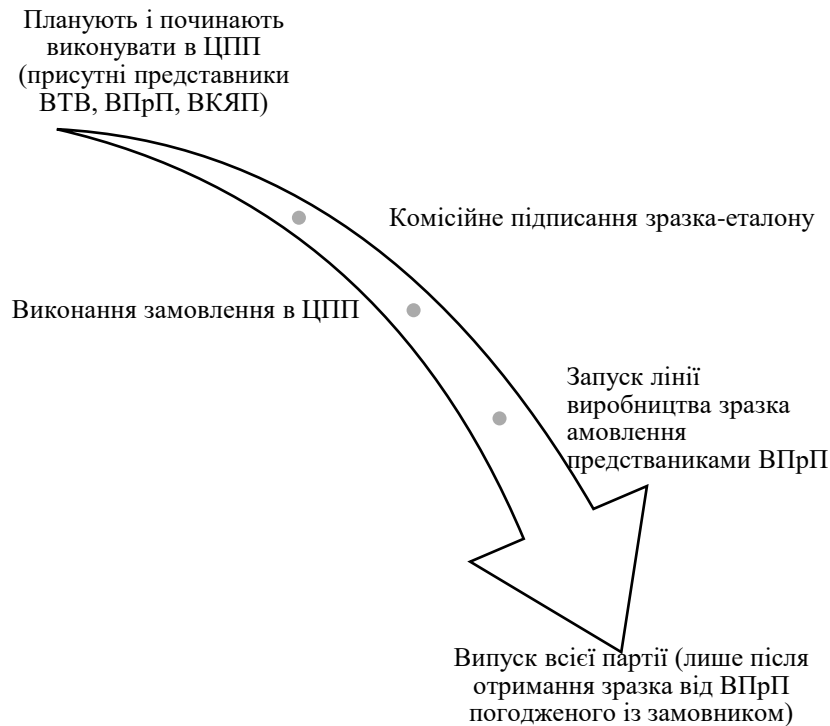 Планують і починають
виконувати в ЦПП
(присутні представники
ВТВ, ВПрП, ВКЯП)
Комісійне підписання зразка-еталону
Виконання замовлення в ЦПП
Запуск лінії
виробництва зразка
амовлення
предстваниками ВПрП
Випуск всієї партії (лише після
отримання зразка від ВПрП
погодженого із замовником)